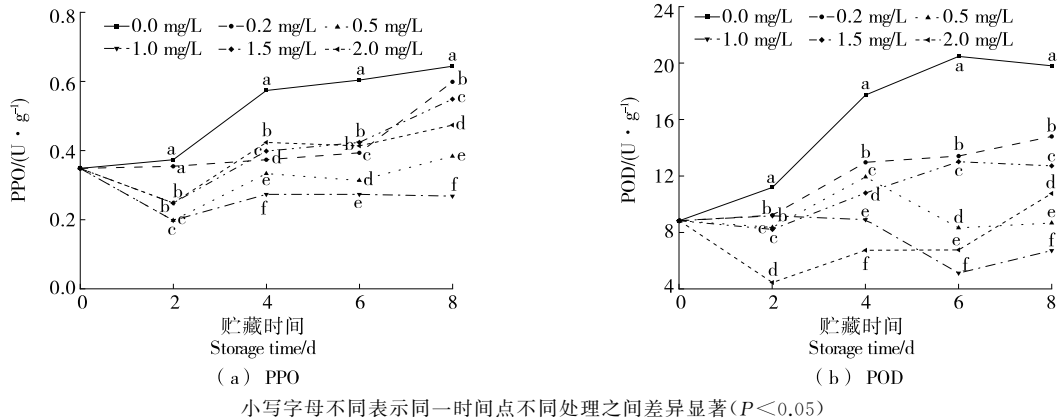 0.0 mg/L 0.2 mg/L 0.5 mg/L
1.0 mg/L 1.5 mg/L 2.0 mg/L
PPO/(U·g⁻¹)
0.8
0.6
0.4
0.2
0.0
a a a a a
a b b c c
b c d e f
b b c d e
b c d e f
0 2 4 6 8
贮藏时间
Storage time/d
(a) PPO
0.0 mg/L 0.2 mg/L 0.5 mg/L
1.0 mg/L 1.5 mg/L 2.0 mg/L
POD/(U·g⁻¹)
24
20
16
12
8
4
a a a a
b b c c d
b c d e f
b c d e f
b c d e f
0 2 4 6 8
贮藏时间
Storage time/d
(b) POD
小写字母不同表示同一时间点不同处理之间差异显著(P＜0.05)